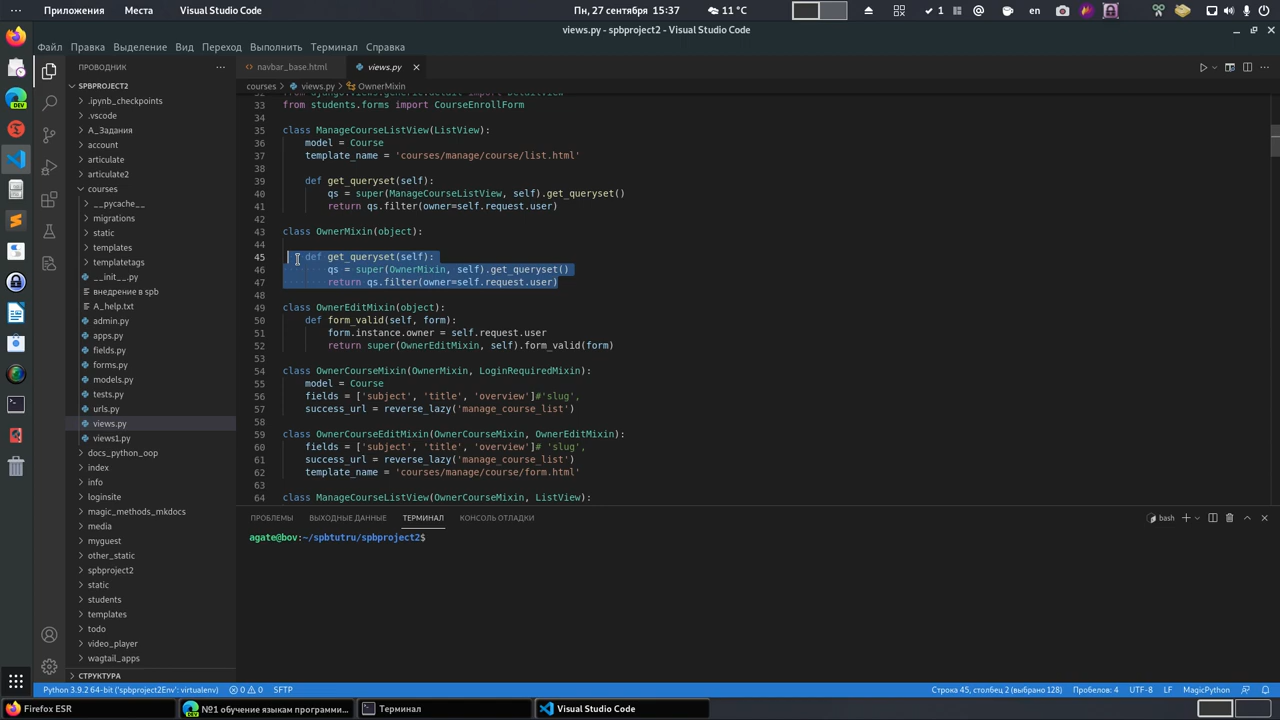 Приложения Места Visual Studio Code Пн, 27 сентября 15:37 11 °C 1 en
views.py - spbproject2 - Visual Studio Code
Файл Правка Выделение Вид Переход Выполнить Терминал Справка
ПРОВОДНИК
navbar_base.html views.py
SPBPROJECT2
courses > views.py > OwnerMixin
.ipynb_checkpoints
.vscode
A_Задания
account
articulate
articulate2
courses
__pycache__
migrations
static
templates
templatetags
__init__.py
внедрение в spb
A_help.txt
admin.py
apps.py
fields.py
forms.py
models.py
tests.py
urls.py
views.py
views1.py
docs_python_oop
index
info
loginsite
magic_methods_mkdocs
media
myguest
other_static
spbproject2
static
students
templates
todo
video_player
wagtail_apps
СТРУКТУРА
32 from django.views.generic.detail import DetailView
33 from students.forms import CourseEnrollForm
34
35 class ManageCourseListView(ListView):
36 model = Course
37 template_name = 'courses/manage/course/list.html'
38
39 def get_queryset(self):
40 qs = super(ManageCourseListView, self).get_queryset()
41 return qs.filter(owner=self.request.user)
42
43 class OwnerMixin(object):
44
45 def get_queryset(self):
46 qs = super(OwnerMixin, self).get_queryset()
47 return qs.filter(owner=self.request.user)
48
49 class OwnerEditMixin(object):
50 def form_valid(self, form):
51 form.instance.owner = self.request.user
52 return super(OwnerEditMixin, self).form_valid(form)
53
54 class OwnerCourseMixin(OwnerMixin, LoginRequiredMixin):
55 model = Course
56 fields = ['subject', 'title', 'overview']#'slug',
57 success_url = reverse_lazy('manage_course_list')
58
59 class OwnerCourseEditMixin(OwnerCourseMixin, OwnerEditMixin):
60 fields = ['subject', 'title', 'overview']# 'slug',
61 success_url = reverse_lazy('manage_course_list')
62 template_name = 'courses/manage/course/form.html'
63
64 class ManageCourseListView(OwnerCourseMixin, ListView):
ПРОБЛЕМЫ ВЫХОДНЫЕ ДАННЫЕ ТЕРМИНАЛ КОНСОЛЬ ОТЛАДКИ bash
agate@bov:~/spbtutru/spbproject2$
Python 3.9.2 64-bit ('spbproject2Env': virtualenv) 0 0 SFTP Строка 45, столбец 2 (выбрано 128) Пробелов: 4 UTF-8 LF MagicPython
Firefox ESR №1 обучение языкам программи... Терминал Visual Studio Code